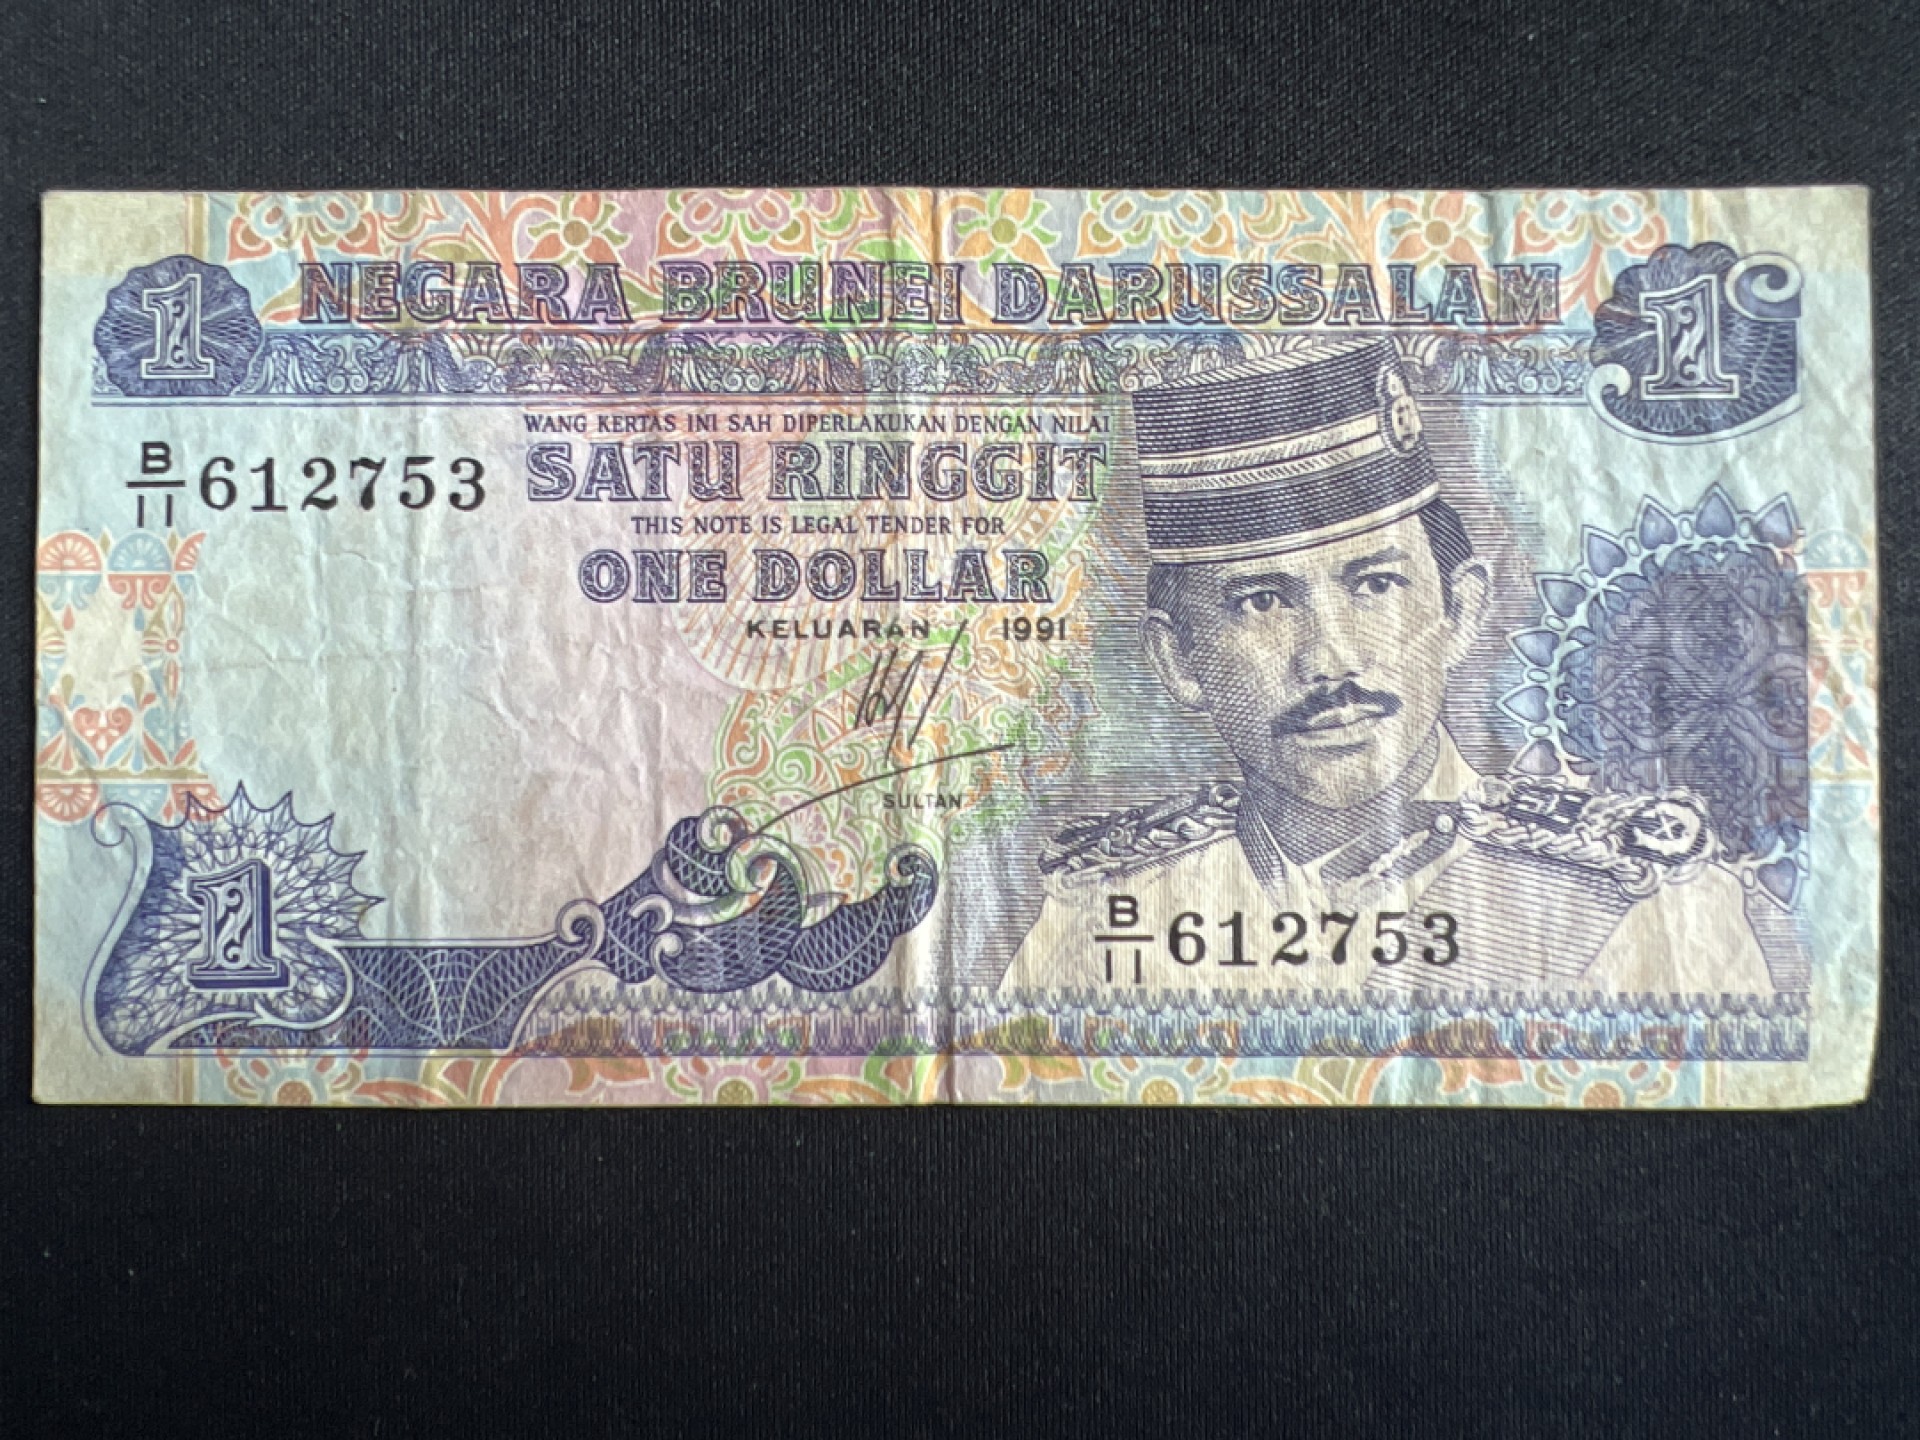 1 NEGARA BRUNEI DARUSSALAM 1
WANG KERTAS INI SAH DIPERLAKUKAN DENGAN NILAI
B/11 612753
SATU RINGGIT
THIS NOTE IS LEGAL TENDER FOR
ONE DOLLAR
KELUARAN 1991
SULTAN
1
B/11 612753